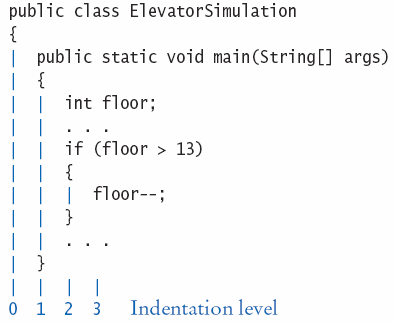 public class ElevatorSimulation
{
public static void main(String[] args)
{
int floor;
. . .
if (floor > 13)
{
floor--;
}
. . .
}
0 1 2 3 Indentation level